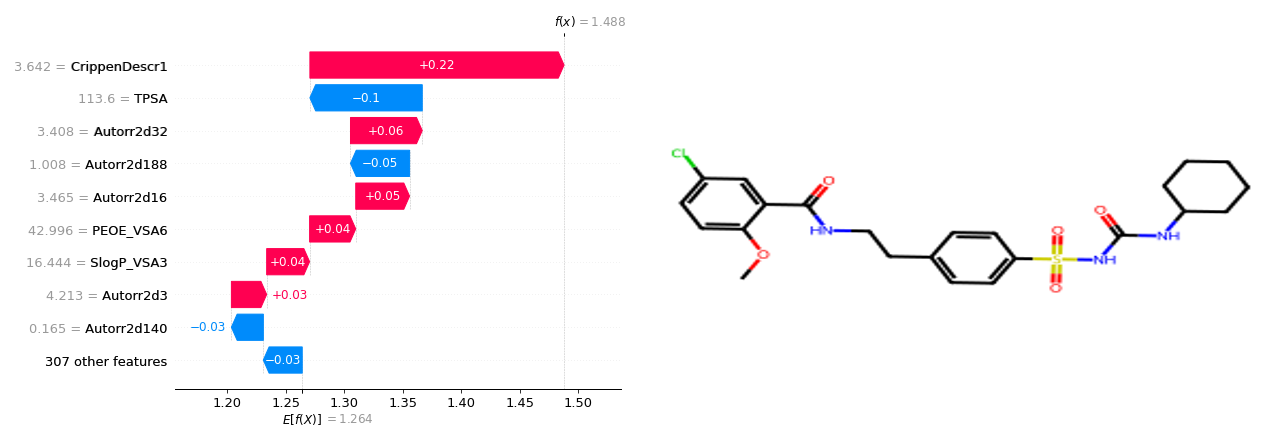 f(x) = 1.488
3.642 = CrippenDescr1
+0.22
113.6 = TPSA
−0.1
3.408 = Autorr2d32
+0.06
1.008 = Autorr2d188
−0.05
3.465 = Autorr2d16
+0.05
42.996 = PEOE_VSA6
+0.04
16.444 = SlogP_VSA3
+0.04
4.213 = Autorr2d3
+0.03
0.165 = Autorr2d140
−0.03
307 other features
−0.03
1.20 1.25 1.30 1.35 1.40 1.45 1.50
E[f(X)] = 1.264
Cl
O
HN
O
O
S
O
NH
O
NH